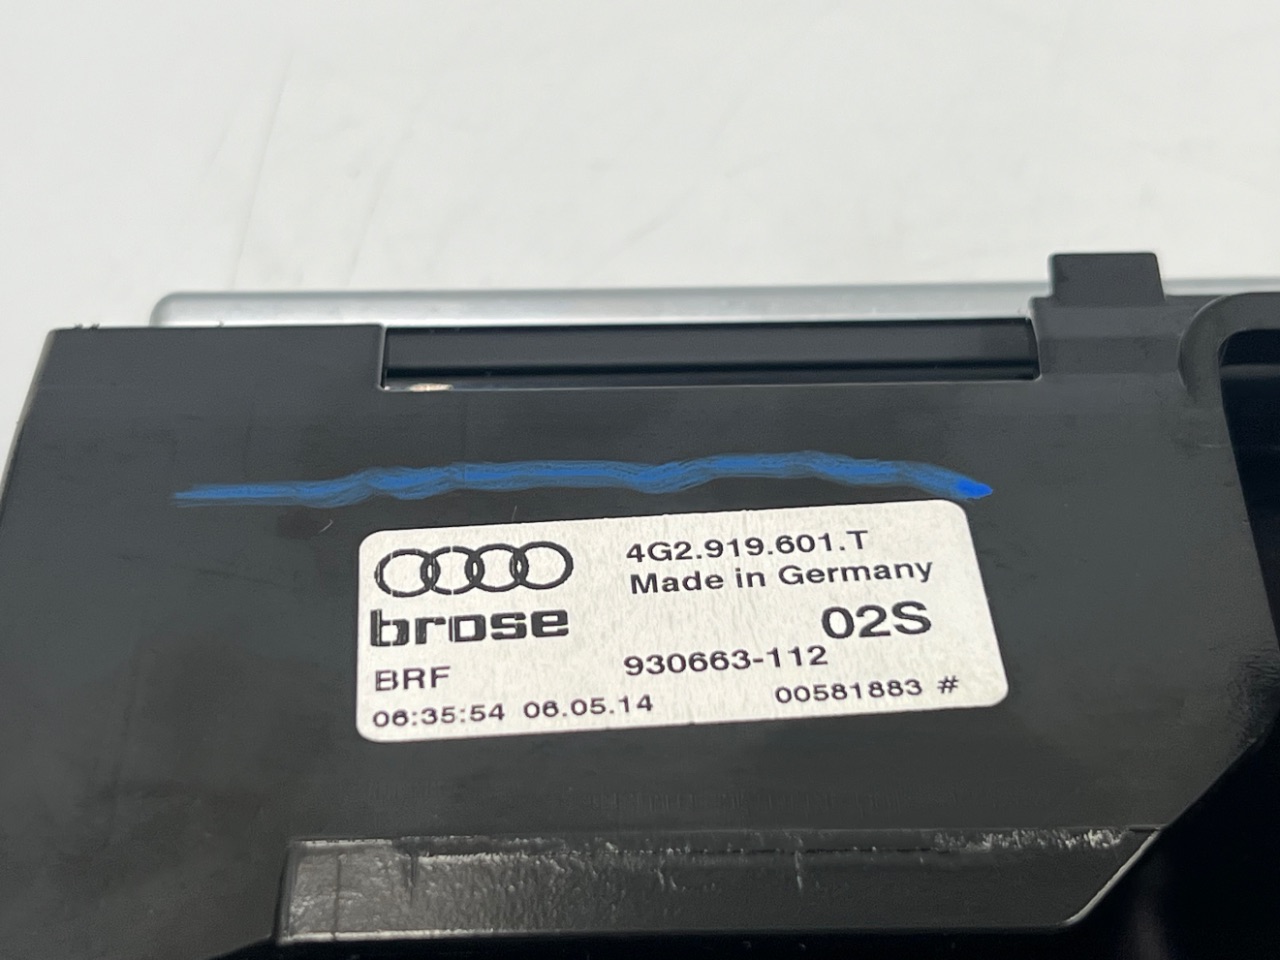 4G2.919.601.T
Made in Germany
brose
02S
BRF
930663-112
06:35:54 06.05.14
00581883 #